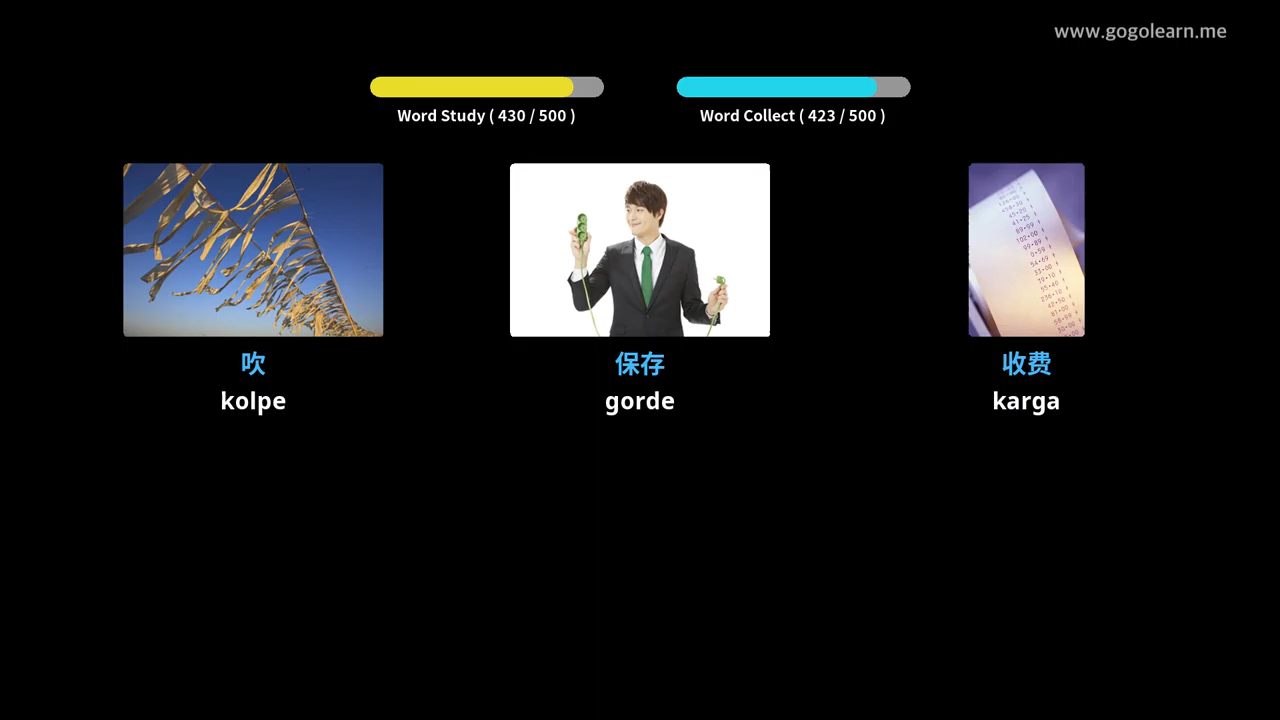 www.gogolearn.me
Word Study ( 430 / 500 )
Word Collect ( 423 / 500 )
吹
保存
收费
kolpe
gorde
karga